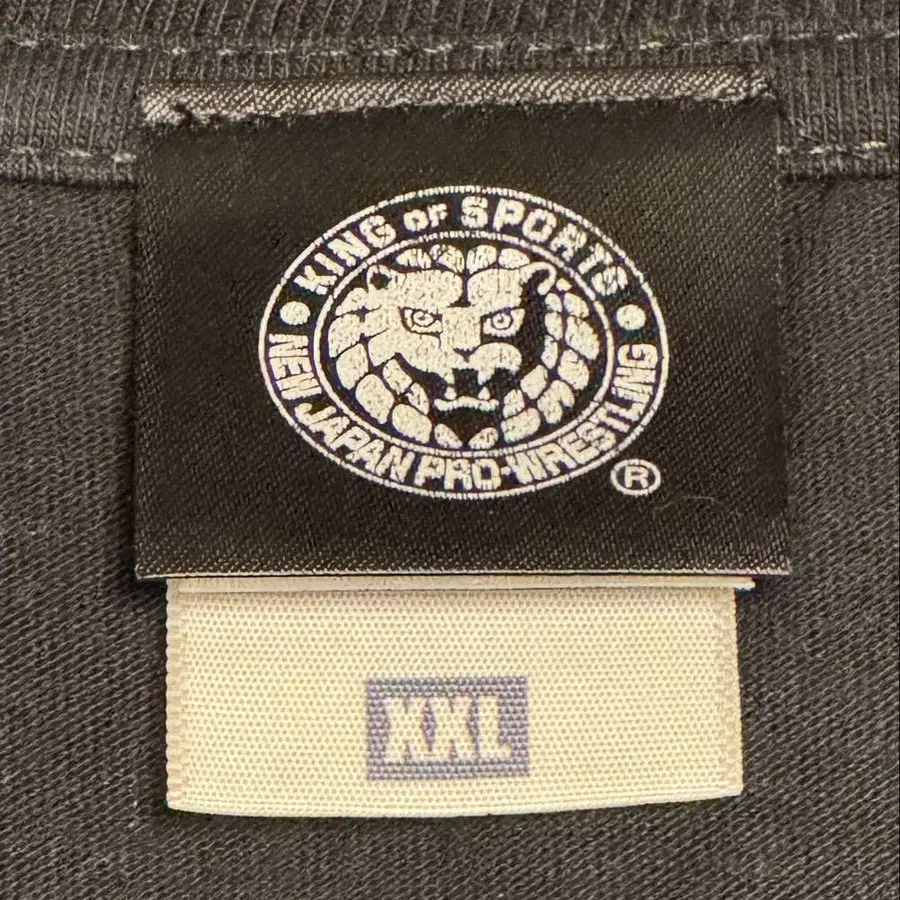 KING OF SPORTS
NEW JAPAN PRO-WRESTLING
®
XXL